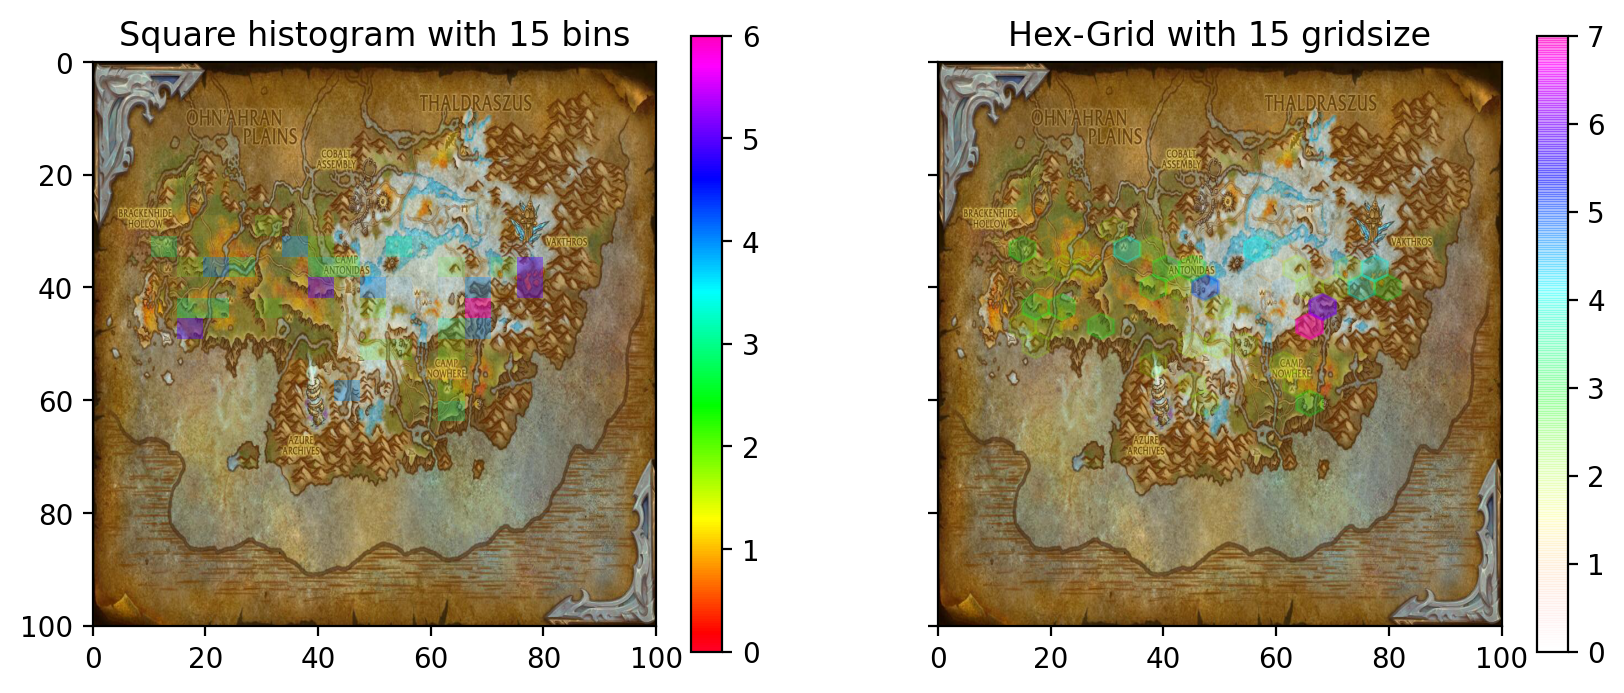 Square histogram with 15 bins
0
20
40
60
80
100
0
20
40
60
80
100
THALDRASZUS
OHN'AHRAN
PLAINS
COBALT
ASSEMBLY
BRACKENHIDE
HOLLOW
VAKTHROS
CAMP
ANTONIDAS
CAMP
NOWHERE
AZURE
ARCHIVES
6
5
4
3
2
1
0
Hex-Grid with 15 gridsize
THALDRASZUS
OHN'AHRAN
PLAINS
COBALT
ASSEMBLY
BRACKENHIDE
HOLLOW
VAKTHROS
CAMP
ANTONIDAS
CAMP
NOWHERE
AZURE
ARCHIVES
0
20
40
60
80
100
7
6
5
4
3
2
1
0